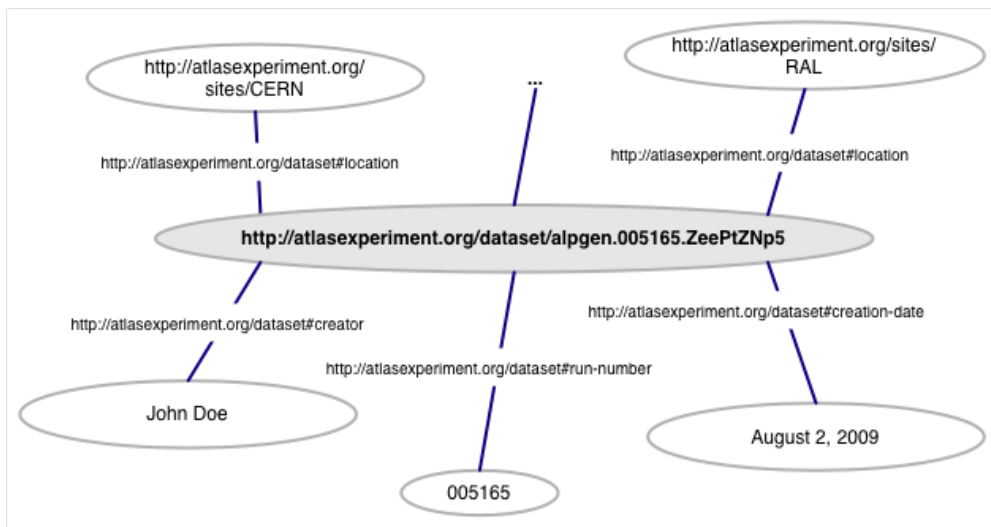 http://atlasexperiment.org/
sites/CERN
...
http://atlasexperiment.org/sites/
RAL
http://atlasexperiment.org/dataset#location
http://atlasexperiment.org/dataset#location
http://atlasexperiment.org/dataset/alpgen.005165.ZeePtZNp5
http://atlasexperiment.org/dataset#creator
http://atlasexperiment.org/dataset#run-number
http://atlasexperiment.org/dataset#creation-date
John Doe
005165
August 2, 2009